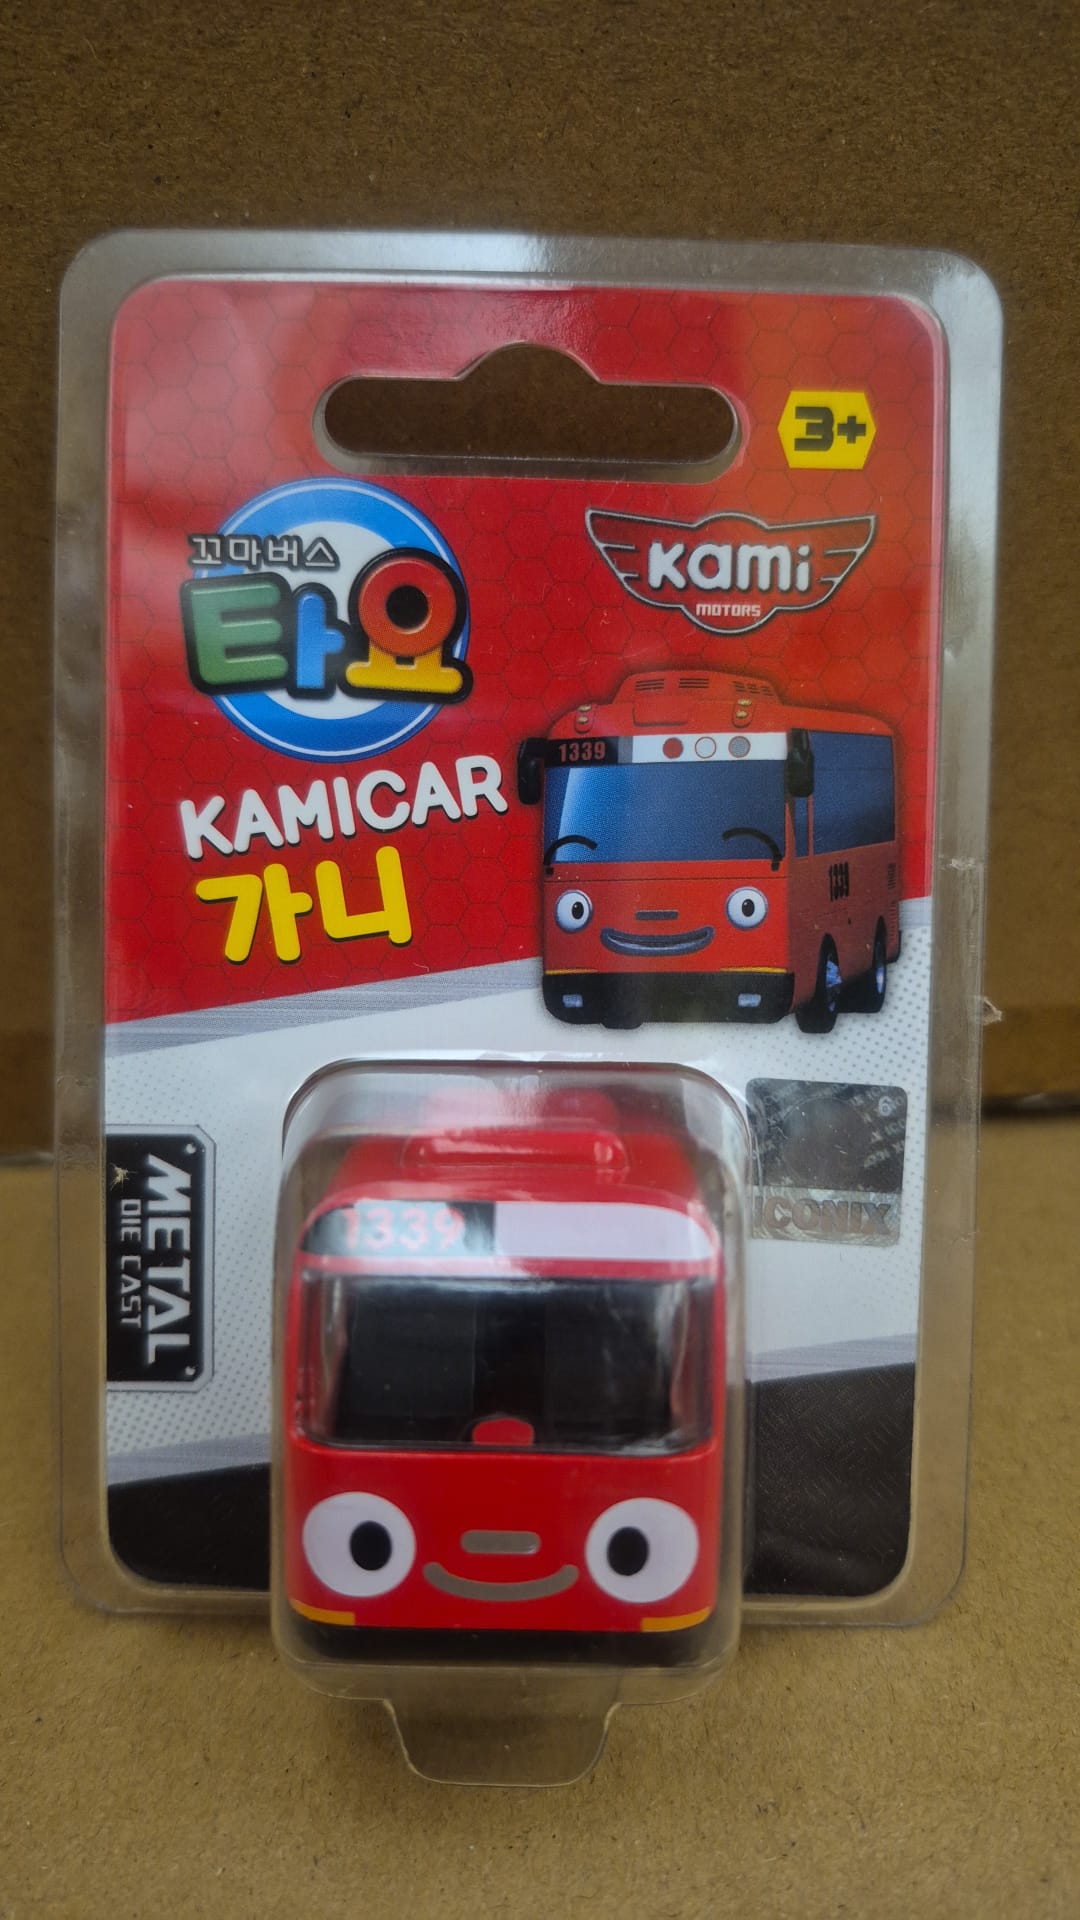 3+
꼬마버스
타요
Kami
MOTORS
KAMICAR
가니
1339
1339
METAL
DIE CAST
ICONIX
1339